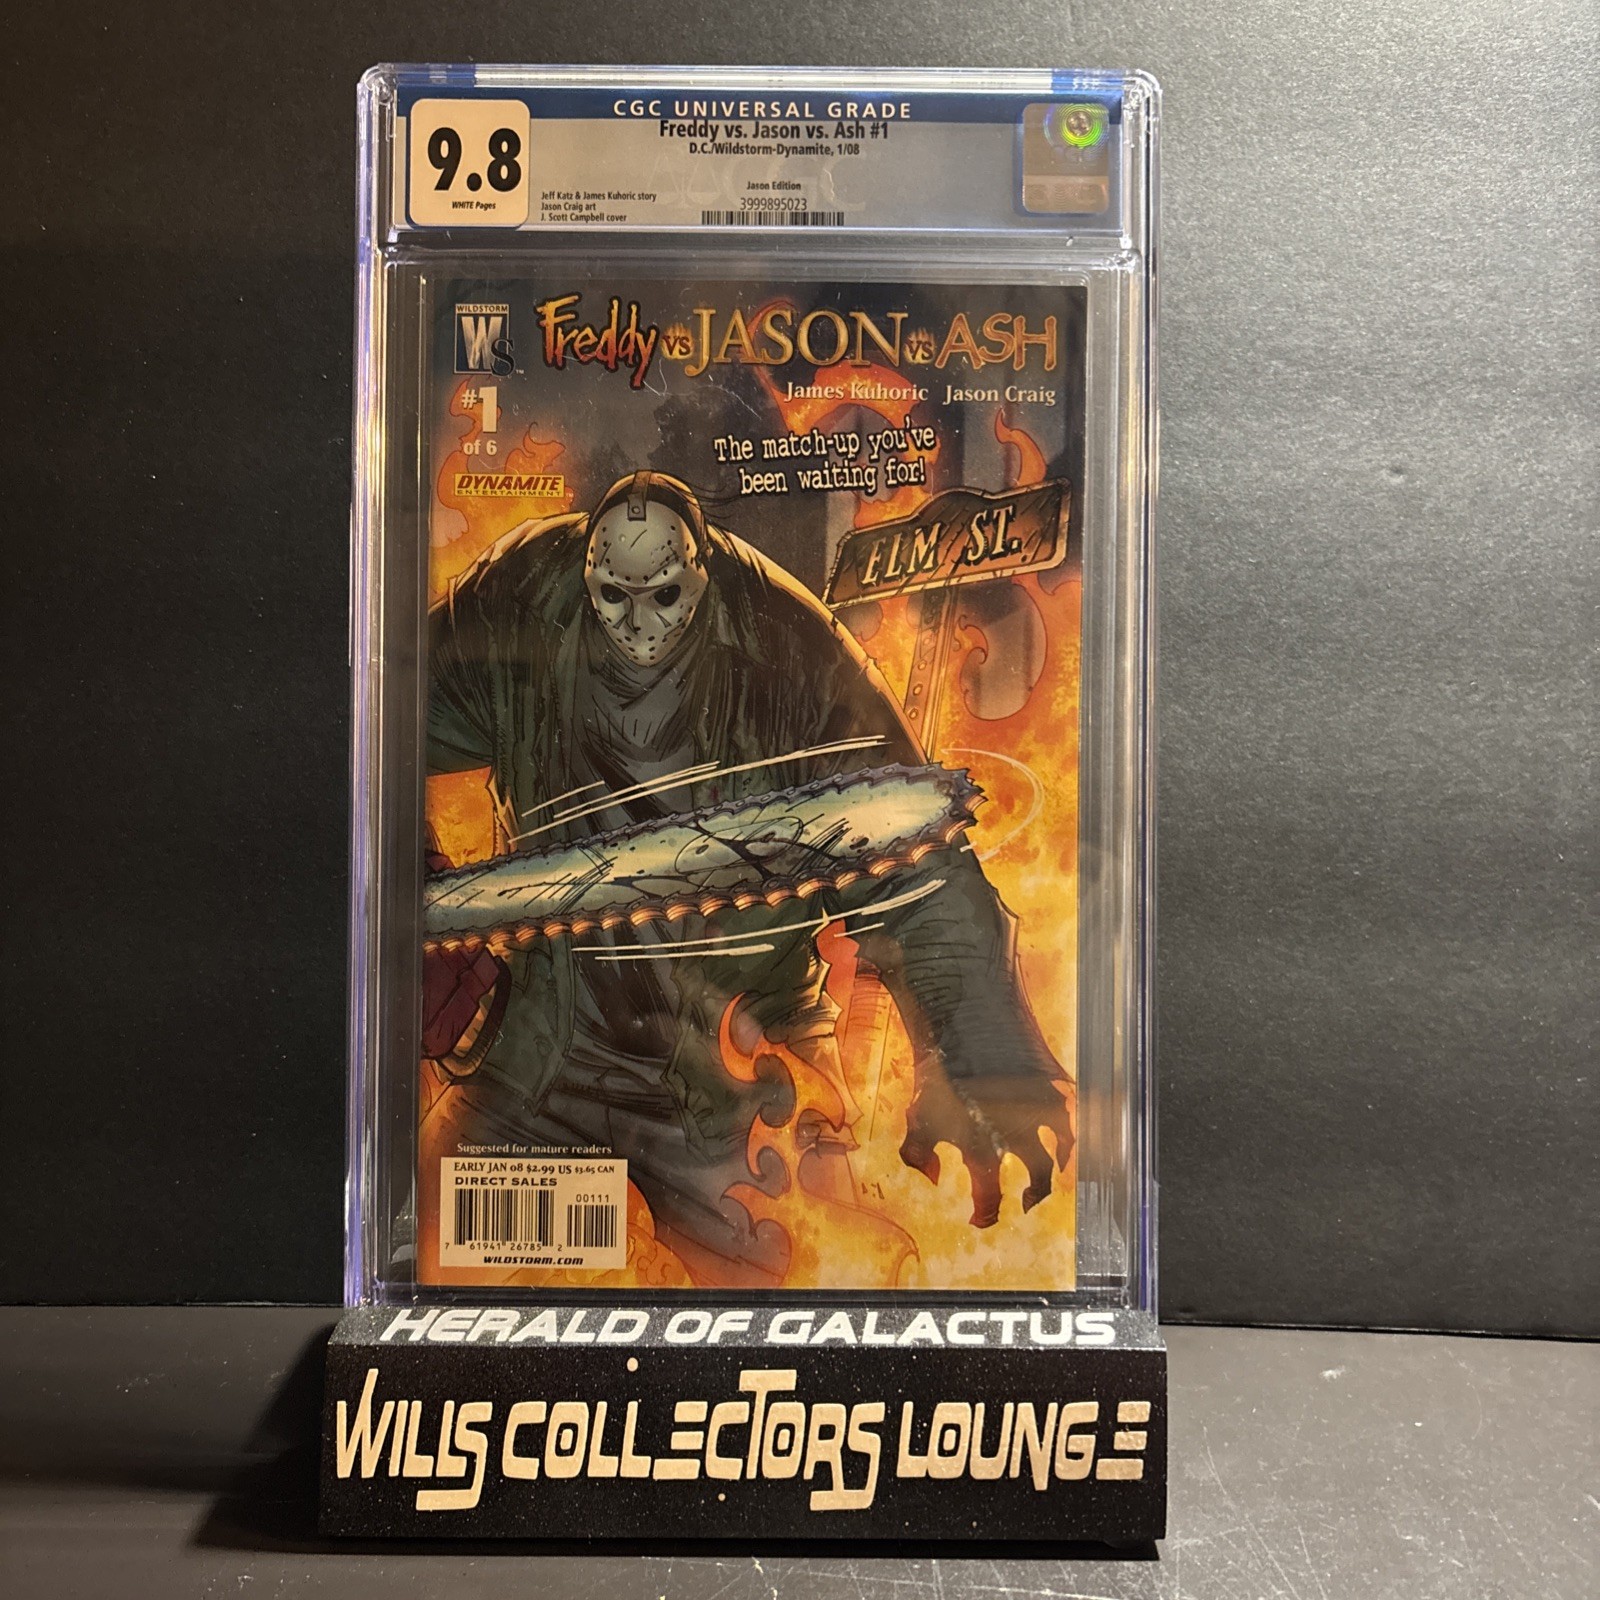 CGC UNIVERSAL GRADE
9.8
WHITE Pages
Freddy vs. Jason vs. Ash #1
D.C./Wildstorm-Dynamite, 1/08
Jason Edition
3999895023
Jeff Katz & James Kuhoric story
Jason Craig art
J. Scott Campbell cover
WILDSTORM
WS
Freddy vs JASON vs ASH
James Kuhoric Jason Craig
#1
of 6
The match-up you've
been waiting for!
DYNAMITE
ENTERTAINMENT
ELM ST.
Suggested for mature readers
EARLY JAN 08 $2.99 US $3.65 CAN
DIRECT SALES
00111
7 61941 26785 2
WILDSTORM.COM
HERALD OF GALACTUS
WILLS COLLECTORS LOUNGE